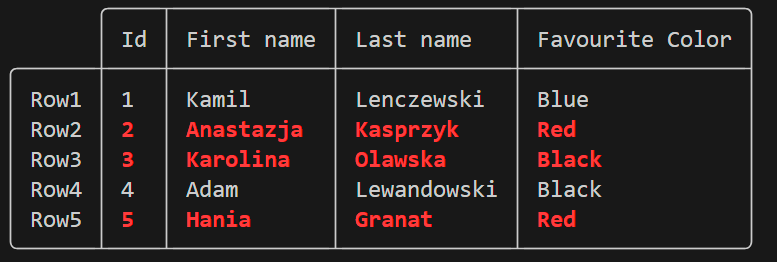 Id First name Last name Favourite Color
Row1 1 Kamil Lenczewski Blue
Row2 2 Anastazja Kasprzyk Red
Row3 3 Karolina Olawska Black
Row4 4 Adam Lewandowski Black
Row5 5 Hania Granat Red